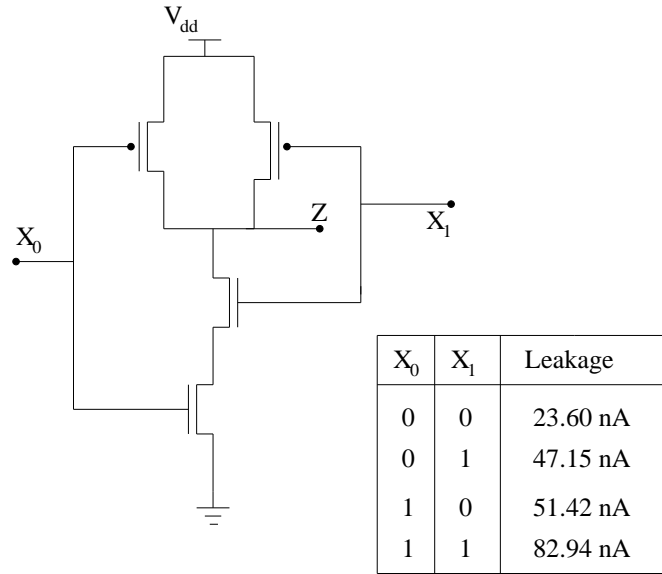 V_dd
X_0
Z
X_1
X_0 X_1 Leakage
0 0 23.60 nA
0 1 47.15 nA
1 0 51.42 nA
1 1 82.94 nA